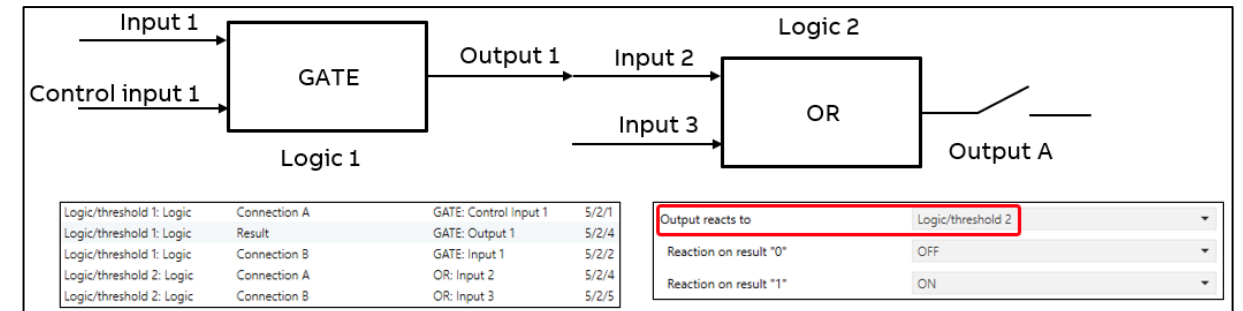 Input 1
Logic 2
Output 1
Input 2
GATE
Control input 1
OR
Input 3
Output A
Logic 1
Logic/threshold 1: Logic Connection A GATE: Control Input 1 5/2/1
Logic/threshold 1: Logic Result GATE: Output 1 5/2/4
Logic/threshold 1: Logic Connection B GATE: Input 1 5/2/2
Logic/threshold 2: Logic Connection A OR: Input 2 5/2/4
Logic/threshold 2: Logic Connection B OR: Input 3 5/2/5
Output reacts to Logic/threshold 2
Reaction on result "0" OFF
Reaction on result "1" ON